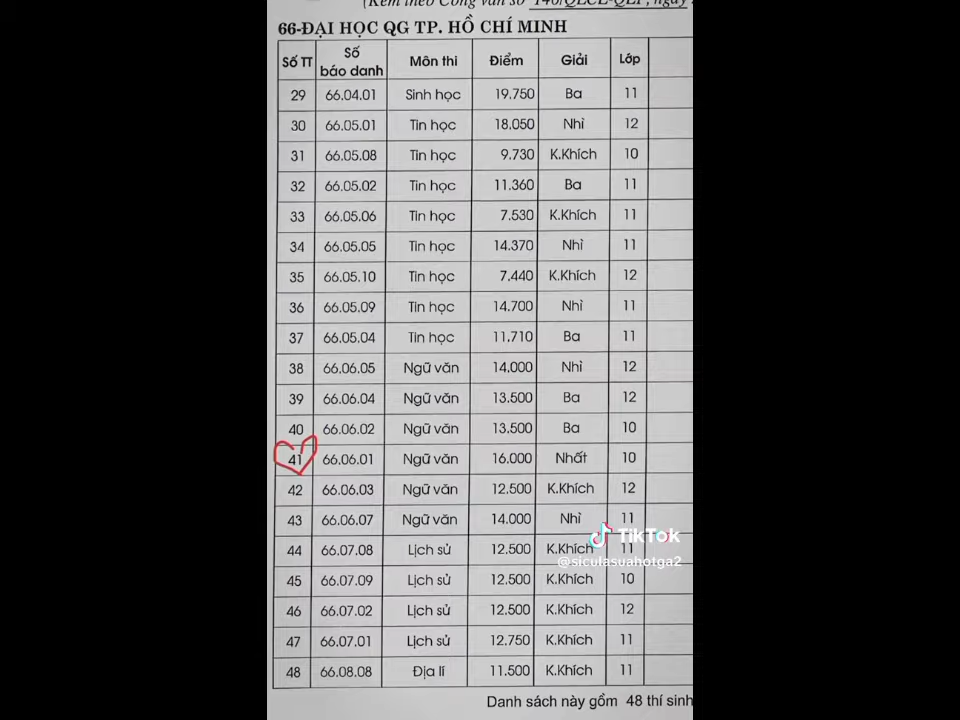 (Kèm theo Công văn số 140/QLCL-QLT, ngày
66-ĐẠI HỌC QG TP. HỒ CHÍ MINH
Số TT Số báo danh Môn thi Điểm Giải Lớp
29 66.04.01 Sinh học 19.750 Ba 11
30 66.05.01 Tin học 18.050 Nhì 12
31 66.05.08 Tin học 9.730 K.Khích 10
32 66.05.02 Tin học 11.360 Ba 11
33 66.05.06 Tin học 7.530 K.Khích 11
34 66.05.05 Tin học 14.370 Nhì 11
35 66.05.10 Tin học 7.440 K.Khích 12
36 66.05.09 Tin học 14.700 Nhì 11
37 66.05.04 Tin học 11.710 Ba 11
38 66.06.05 Ngữ văn 14.000 Nhì 12
39 66.06.04 Ngữ văn 13.500 Ba 12
40 66.06.02 Ngữ văn 13.500 Ba 10
41 66.06.01 Ngữ văn 16.000 Nhất 10
42 66.06.03 Ngữ văn 12.500 K.Khích 12
43 66.06.07 Ngữ văn 14.000 Nhì 11
44 66.07.08 Lịch sử 12.500 K.Khích 11
45 66.07.09 Lịch sử 12.500 K.Khích 10
46 66.07.02 Lịch sử 12.500 K.Khích 12
47 66.07.01 Lịch sử 12.750 K.Khích 11
48 66.08.08 Địa lí 11.500 K.Khích 11
Danh sách này gồm 48 thí sinh
TikTok
@siculasuahotga2